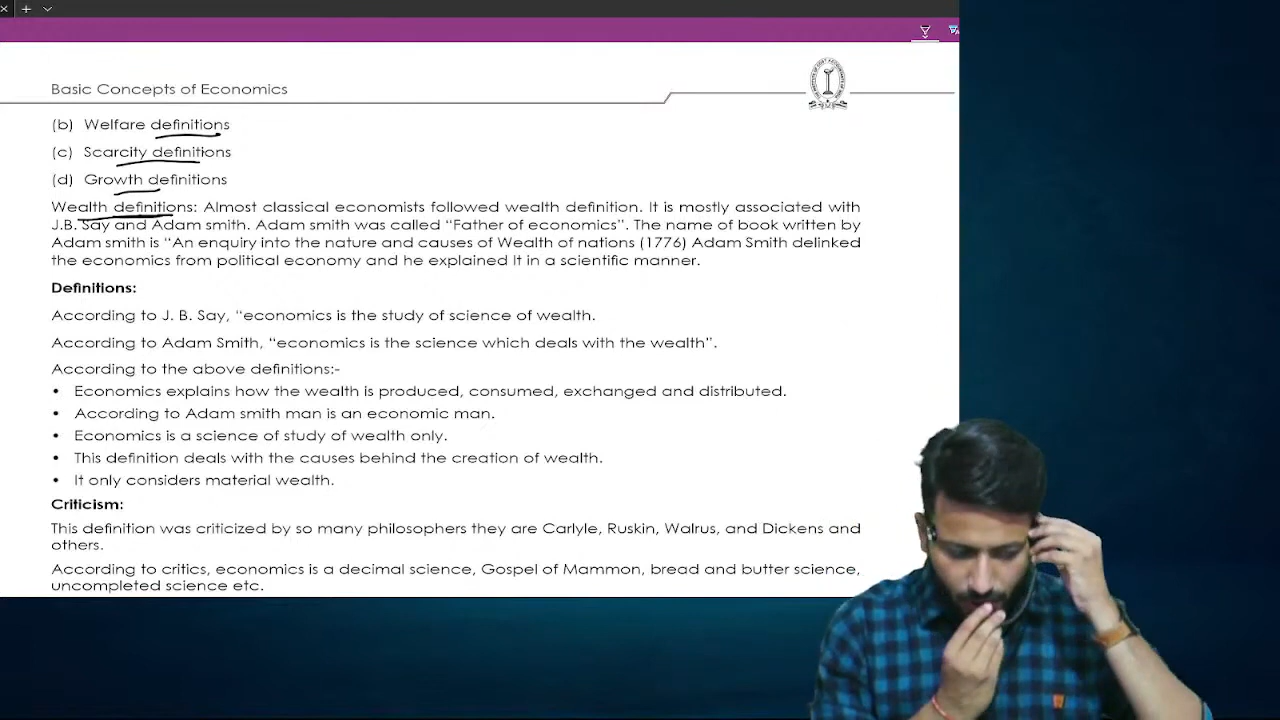 Basic Concepts of Economics
(b) Welfare definitions
(c) Scarcity definitions
(d) Growth definitions
Wealth definitions: Almost classical economists followed wealth definition. It is mostly associated with
J.B. Say and Adam smith. Adam smith was called “Father of economics”. The name of book written by
Adam smith is “An enquiry into the nature and causes of Wealth of nations (1776) Adam Smith delinked
the economics from political economy and he explained It in a scientific manner.
Definitions:
According to J. B. Say, “economics is the study of science of wealth.
According to Adam Smith, “economics is the science which deals with the wealth”.
According to the above definitions:-
• Economics explains how the wealth is produced, consumed, exchanged and distributed.
• According to Adam smith man is an economic man.
• Economics is a science of study of wealth only.
• This definition deals with the causes behind the creation of wealth.
• It only considers material wealth.
Criticism:
This definition was criticized by so many philosophers they are Carlyle, Ruskin, Walrus, and Dickens and
others.
According to critics, economics is a decimal science, Gospel of Mammon, bread and butter science,
uncompleted science etc.